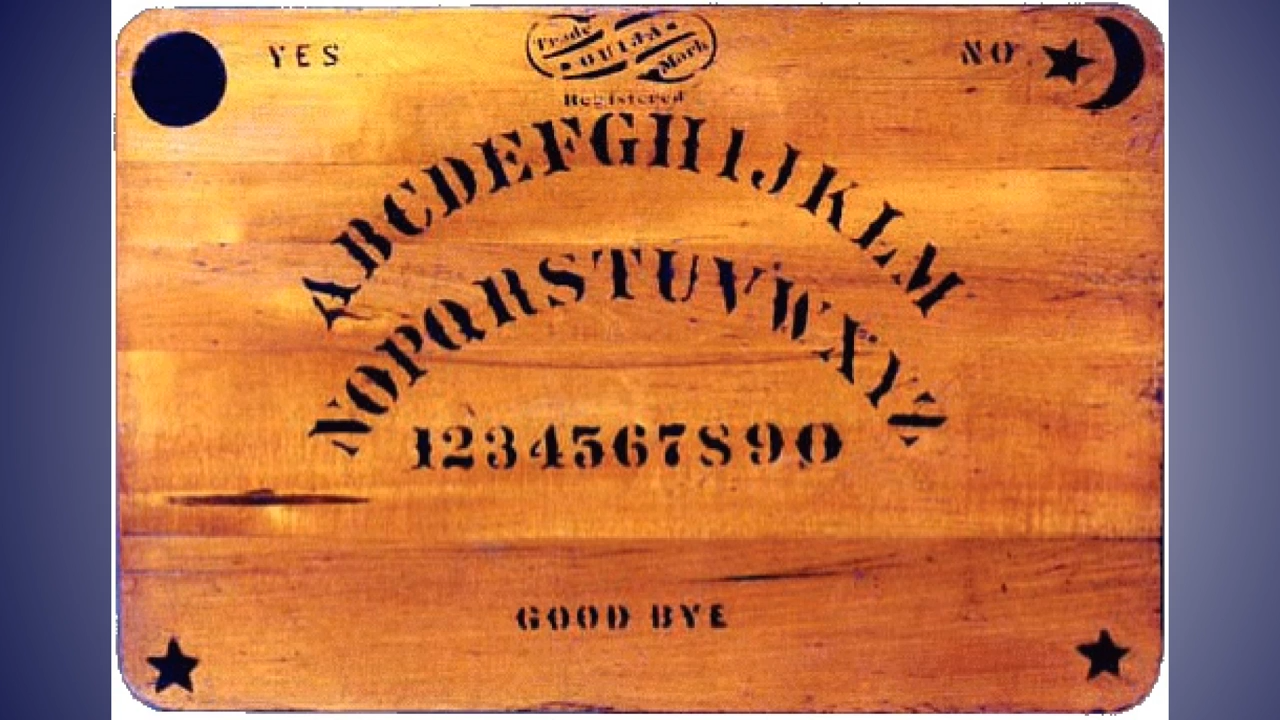 YES
Trade
OUIJA
Mark
Registered
NO
ABCDEFGHIJKLM
NOPQRSTUVWXYZ
1234567890
GOOD BYE